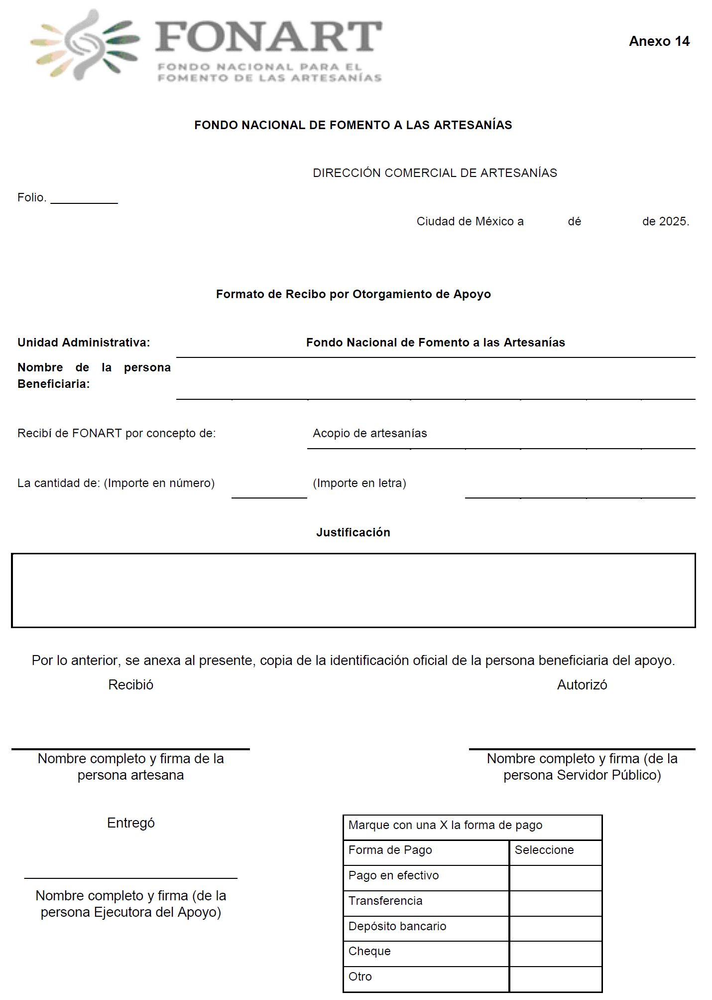 FONART
FONDO NACIONAL PARA EL
FOMENTO DE LAS ARTESANÍAS
Anexo 14
FONDO NACIONAL DE FOMENTO A LAS ARTESANÍAS
DIRECCIÓN COMERCIAL DE ARTESANÍAS
Folio. __________
Ciudad de México a dé de 2025.
Formato de Recibo por Otorgamiento de Apoyo
Unidad Administrativa: Fondo Nacional de Fomento a las Artesanías
Nombre de la persona
Beneficiaria:
Recibí de FONART por concepto de: Acopio de artesanías
La cantidad de: (Importe en número) (Importe en letra)
Justificación
Por lo anterior, se anexa al presente, copia de la identificación oficial de la persona beneficiaria del apoyo.
Recibió Autorizó
Nombre completo y firma de la
persona artesana
Nombre completo y firma (de la
persona Servidor Público)
Entregó
Nombre completo y firma (de la
persona Ejecutora del Apoyo)
Marque con una X la forma de pago
Forma de Pago Seleccione
Pago en efectivo
Transferencia
Depósito bancario
Cheque
Otro